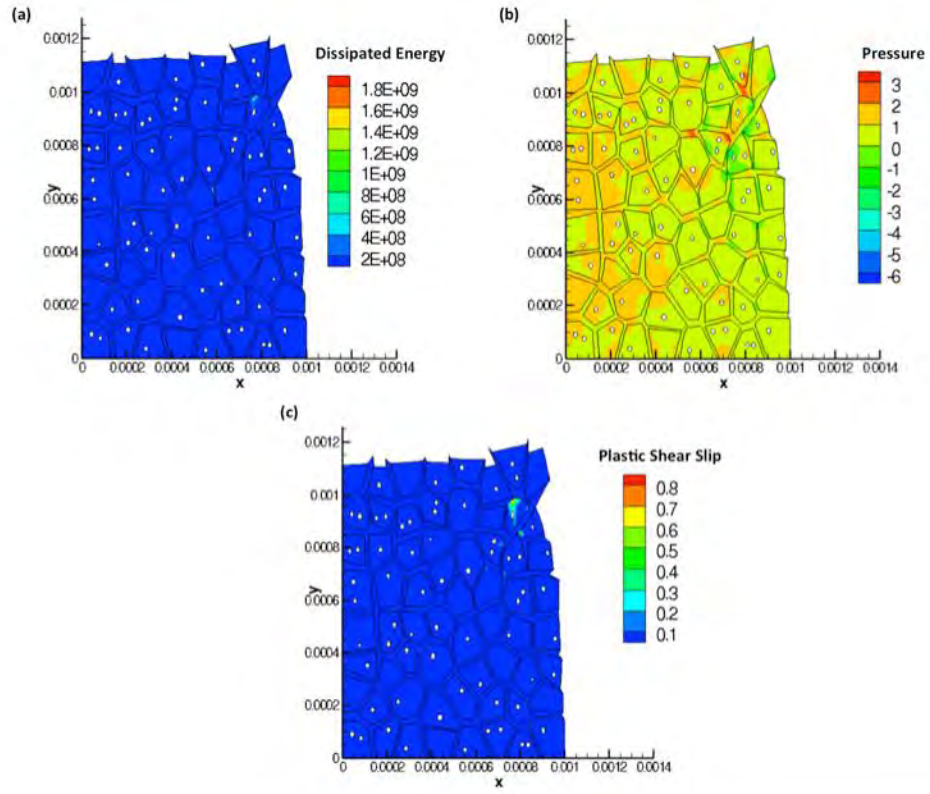 (a)
Dissipated Energy
1.8E+09
1.6E+09
1.4E+09
1.2E+09
1E+09
8E+08
6E+08
4E+08
2E+08
0.0012
0.001
0.0008
0.0006
0.0004
0.0002
0
y
0 0.0002 0.0004 0.0006 0.0008 0.001 0.0012 0.0014
x
(b)
Pressure
3
2
1
0
-1
-2
-3
-4
-5
-6
0.0012
0.001
0.0008
0.0006
0.0004
0.0002
0
y
0 0.0002 0.0004 0.0006 0.0008 0.001 0.0012 0.0014
x
(c)
Plastic Shear Slip
0.8
0.7
0.6
0.5
0.4
0.3
0.2
0.1
0.0012
0.001
0.0008
0.0006
0.0004
0.0002
0
y
0 0.0002 0.0004 0.0006 0.0008 0.001 0.0012 0.0014
x